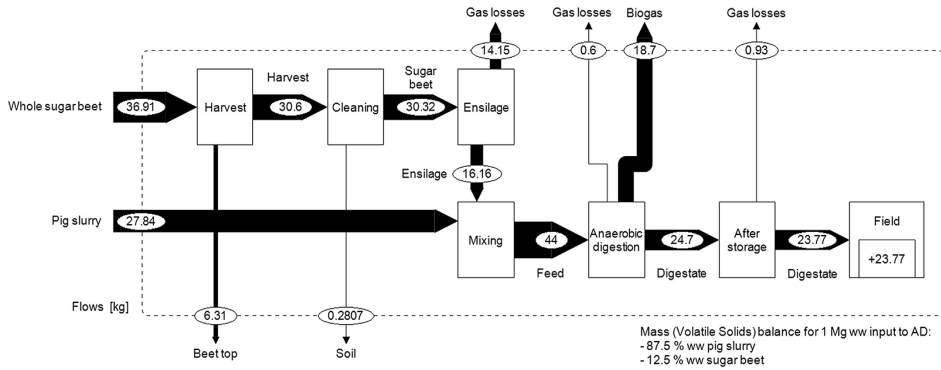 Gas losses
Gas losses
Biogas
Gas losses
14.15
0.6
18.7
0.93
Harvest
Sugar
beet
Whole sugar beet
36.91
Harvest
30.6
Cleaning
30.32
Ensilage
Ensilage
16.16
Pig slurry
27.84
Mixing
44
Feed
Anaerobic
digestion
24.7
Digestate
After
storage
23.77
Digestate
Field
+23.77
Flows [kg]
6.31
0.2807
Beet top
Soil
Mass (Volatile Solids) balance for 1 Mg ww input to AD:
- 87.5 % ww pig slurry
- 12.5 % ww sugar beet